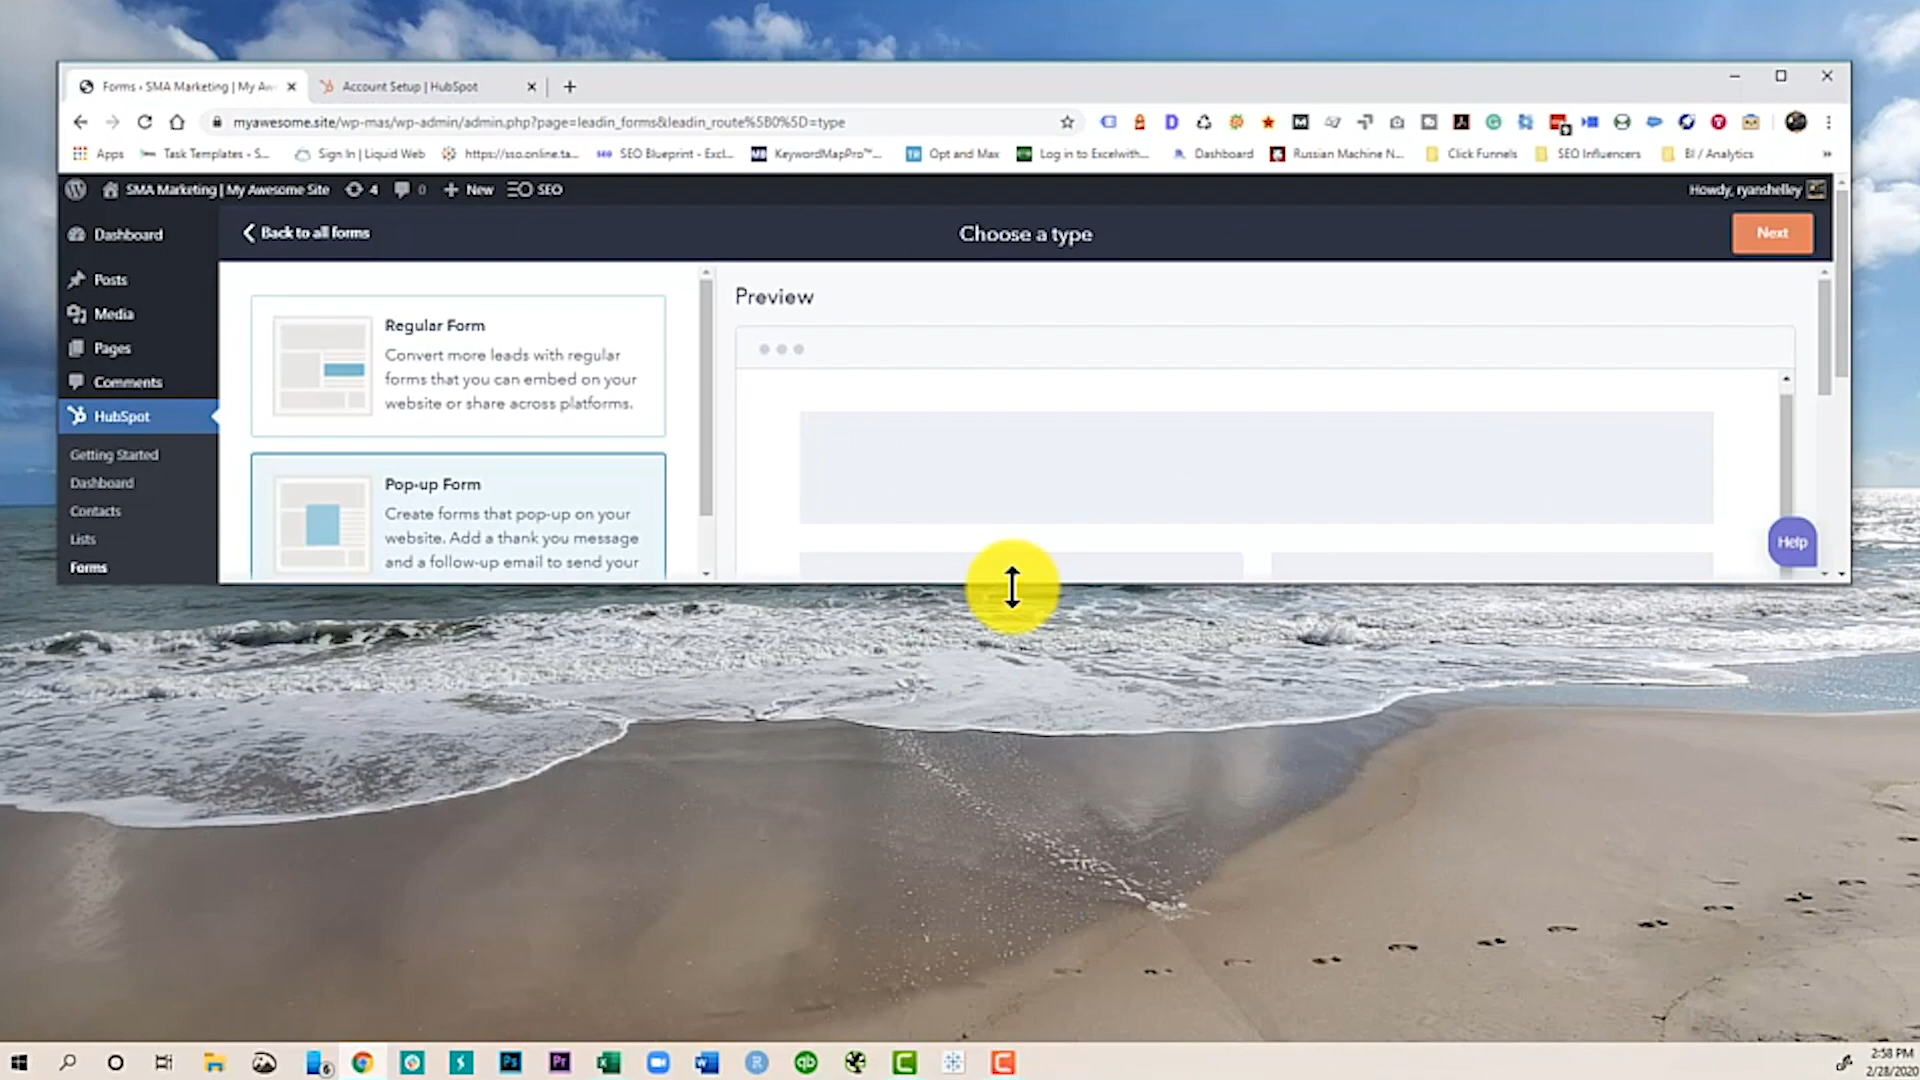 Forms ‹ SMA Marketing | My Aw
Account Setup | HubSpot
myawesome.site/wp-mas/wp-admin/admin.php?page=leadin_forms&leadin_route%5B0%5D=type
Apps
Task Templates - S...
Sign In | Liquid Web
https://sso.online.ta...
SEO Blueprint - Excl...
KeywordMapPro™...
Opt and Max
Log in to Excelwith...
Dashboard
Russian Machine N...
Click Funnels
SEO Influencers
BI / Analytics
»
SMA Marketing | My Awesome Site
4
0
New
SEO
Howdy, ryanshelley
Dashboard
Posts
Media
Pages
Comments
HubSpot
Getting Started
Dashboard
Contacts
Lists
Forms
Back to all forms
Choose a type
Next
Regular Form
Convert more leads with regular
forms that you can embed on your
website or share across platforms.
Pop-up Form
Create forms that pop-up on your
website. Add a thank you message
and a follow-up email to send your
Preview
Help
2:58 PM
2/28/2020